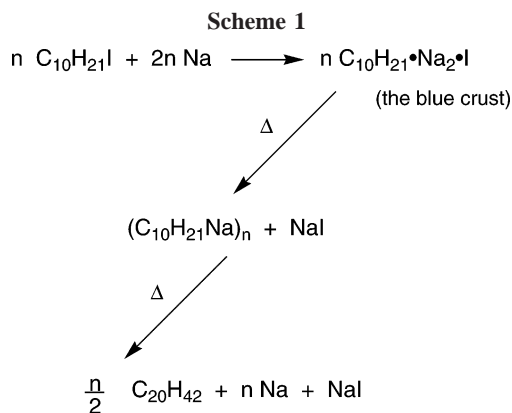 Scheme 1
n C₁₀H₂₁I + 2n Na ⟶ n C₁₀H₂₁•Na₂•I
(the blue crust)
Δ
(C₁₀H₂₁Na)ₙ + NaI
Δ
n/2 C₂₀H₄₂ + n Na + NaI